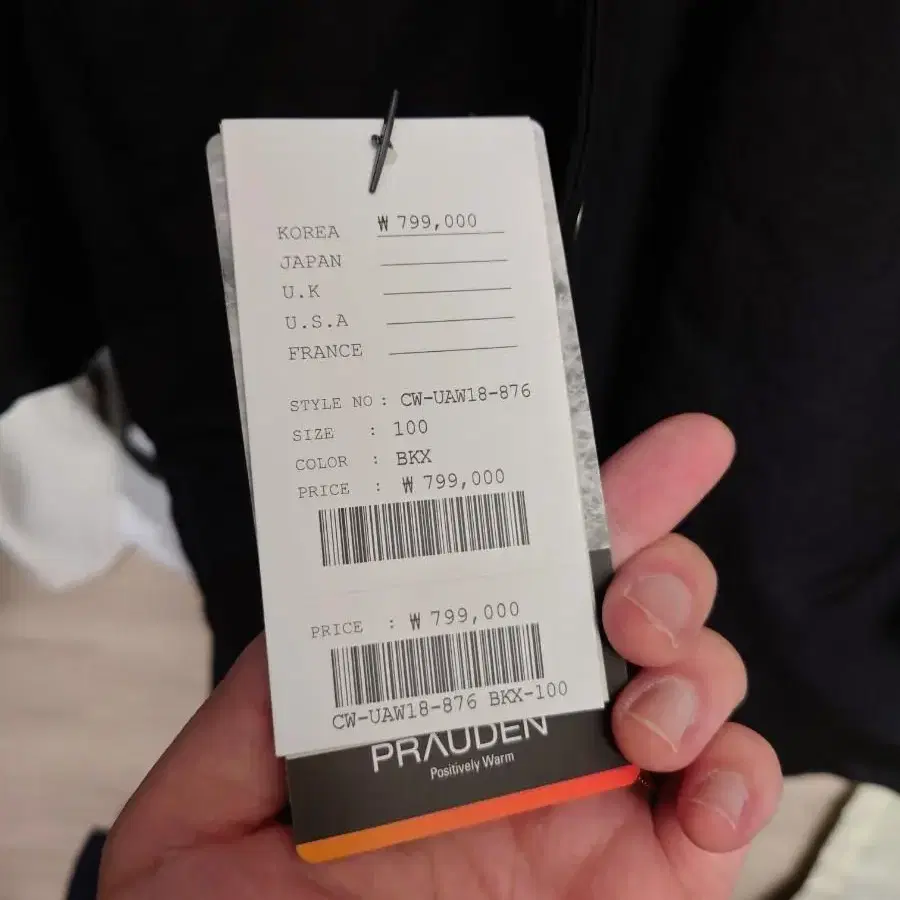 KOREA ₩ 799,000
JAPAN
U.K
U.S.A
FRANCE
STYLE NO : CW-UAW18-876
SIZE : 100
COLOR : BKX
PRICE : ₩ 799,000
PRICE : ₩ 799,000
CW-UAW18-876 BKX-100
PRAUDEN
Positively Warm